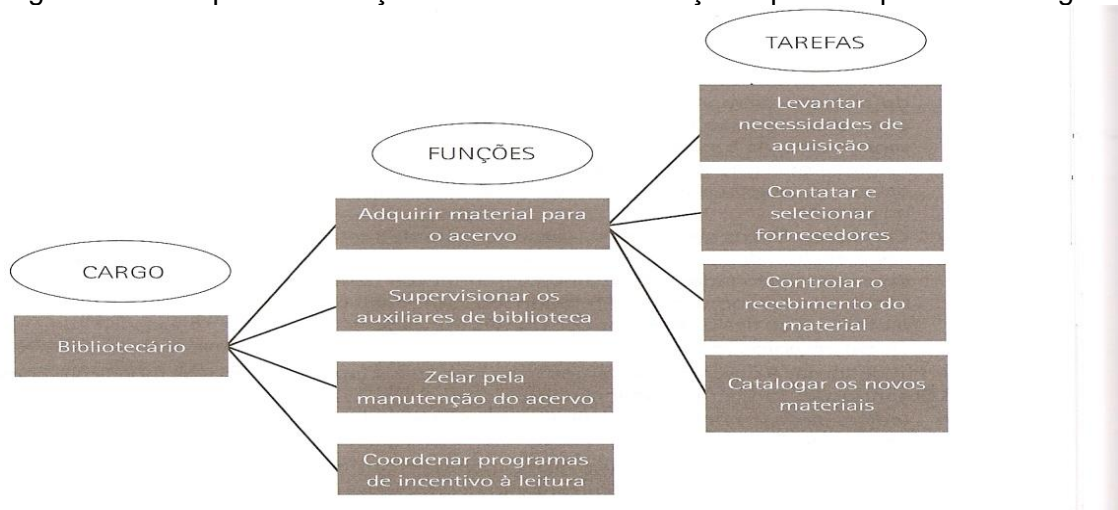 CARGO
Bibliotecário
FUNÇÕES
Adquirir material para
o acervo
Supervisionar os
auxiliares de biblioteca
Zelar pela
manutenção do acervo
Coordenar programas
de incentivo à leitura
TAREFAS
Levantar
necessidades de
aquisição
Contatar e
selecionar
fornecedores
Controlar o
recebimento do
material
Catalogar os novos
materiais